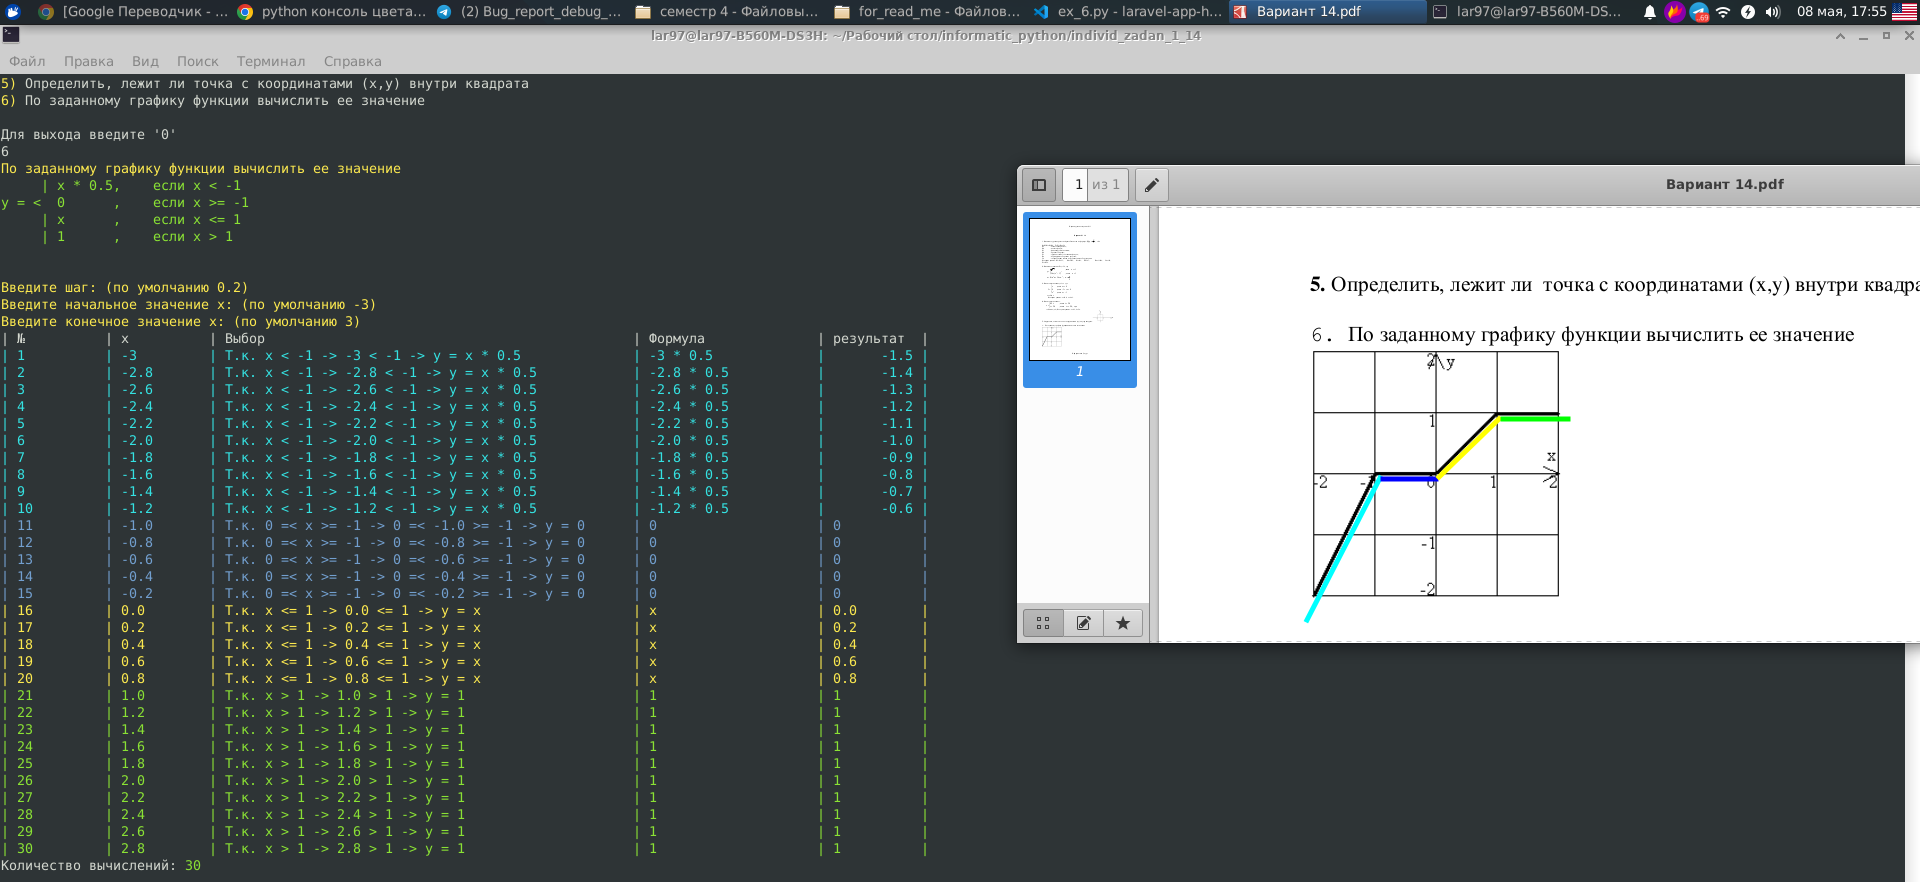 [Google Переводчик - ...
python консоль цвета...
(2) Bug_report_debug_...
семестр 4 - Файловы...
for_read_me - Файлов...
ex_6.py - laravel-app-h...
Вариант 14.pdf
lar97@lar97-B560M-DS...
08 мая, 17:55
lar97@lar97-B560M-DS3H: ~/Рабочий стол/informatic_python/individ_zadan_1_14
Файл Правка Вид Поиск Терминал Справка
5) Определить, лежит ли точка с координатами (x,y) внутри квадрата
6) По заданному графику функции вычислить ее значение
Для выхода введите '0'
6
По заданному графику функции вычислить ее значение
| x * 0.5, если x < -1
y = < 0 , если x >= -1
| x , если x <= 1
| 1 , если x > 1
Введите шаг: (по умолчанию 0.2)
Введите начальное значение x: (по умолчанию -3)
Введите конечное значение x: (по умолчанию 3)
| № | x | Выбор | Формула | результат |
| 1 | -3 | Т.к. x < -1 -> -3 < -1 -> y = x * 0.5 | -3 * 0.5 | -1.5 |
| 2 | -2.8 | Т.к. x < -1 -> -2.8 < -1 -> y = x * 0.5 | -2.8 * 0.5 | -1.4 |
| 3 | -2.6 | Т.к. x < -1 -> -2.6 < -1 -> y = x * 0.5 | -2.6 * 0.5 | -1.3 |
| 4 | -2.4 | Т.к. x < -1 -> -2.4 < -1 -> y = x * 0.5 | -2.4 * 0.5 | -1.2 |
| 5 | -2.2 | Т.к. x < -1 -> -2.2 < -1 -> y = x * 0.5 | -2.2 * 0.5 | -1.1 |
| 6 | -2.0 | Т.к. x < -1 -> -2.0 < -1 -> y = x * 0.5 | -2.0 * 0.5 | -1.0 |
| 7 | -1.8 | Т.к. x < -1 -> -1.8 < -1 -> y = x * 0.5 | -1.8 * 0.5 | -0.9 |
| 8 | -1.6 | Т.к. x < -1 -> -1.6 < -1 -> y = x * 0.5 | -1.6 * 0.5 | -0.8 |
| 9 | -1.4 | Т.к. x < -1 -> -1.4 < -1 -> y = x * 0.5 | -1.4 * 0.5 | -0.7 |
| 10 | -1.2 | Т.к. x < -1 -> -1.2 < -1 -> y = x * 0.5 | -1.2 * 0.5 | -0.6 |
| 11 | -1.0 | Т.к. 0 =< x >= -1 -> 0 =< -1.0 >= -1 -> y = 0 | 0 | 0 |
| 12 | -0.8 | Т.к. 0 =< x >= -1 -> 0 =< -0.8 >= -1 -> y = 0 | 0 | 0 |
| 13 | -0.6 | Т.к. 0 =< x >= -1 -> 0 =< -0.6 >= -1 -> y = 0 | 0 | 0 |
| 14 | -0.4 | Т.к. 0 =< x >= -1 -> 0 =< -0.4 >= -1 -> y = 0 | 0 | 0 |
| 15 | -0.2 | Т.к. 0 =< x >= -1 -> 0 =< -0.2 >= -1 -> y = 0 | 0 | 0 |
| 16 | 0.0 | Т.к. x <= 1 -> 0.0 <= 1 -> y = x | x | 0.0 |
| 17 | 0.2 | Т.к. x <= 1 -> 0.2 <= 1 -> y = x | x | 0.2 |
| 18 | 0.4 | Т.к. x <= 1 -> 0.4 <= 1 -> y = x | x | 0.4 |
| 19 | 0.6 | Т.к. x <= 1 -> 0.6 <= 1 -> y = x | x | 0.6 |
| 20 | 0.8 | Т.к. x <= 1 -> 0.8 <= 1 -> y = x | x | 0.8 |
| 21 | 1.0 | Т.к. x > 1 -> 1.0 > 1 -> y = 1 | 1 | 1 |
| 22 | 1.2 | Т.к. x > 1 -> 1.2 > 1 -> y = 1 | 1 | 1 |
| 23 | 1.4 | Т.к. x > 1 -> 1.4 > 1 -> y = 1 | 1 | 1 |
| 24 | 1.6 | Т.к. x > 1 -> 1.6 > 1 -> y = 1 | 1 | 1 |
| 25 | 1.8 | Т.к. x > 1 -> 1.8 > 1 -> y = 1 | 1 | 1 |
| 26 | 2.0 | Т.к. x > 1 -> 2.0 > 1 -> y = 1 | 1 | 1 |
| 27 | 2.2 | Т.к. x > 1 -> 2.2 > 1 -> y = 1 | 1 | 1 |
| 28 | 2.4 | Т.к. x > 1 -> 2.4 > 1 -> y = 1 | 1 | 1 |
| 29 | 2.6 | Т.к. x > 1 -> 2.6 > 1 -> y = 1 | 1 | 1 |
| 30 | 2.8 | Т.к. x > 1 -> 2.8 > 1 -> y = 1 | 1 | 1 |
Количество вычислений: 30
1 из 1
Вариант 14.pdf
1
5. Определить, лежит ли точка с координатами (x,y) внутри квадра
6. По заданному графику функции вычислить ее значение
2 y
1
x
-2 -1 0 1 2
-1
-2